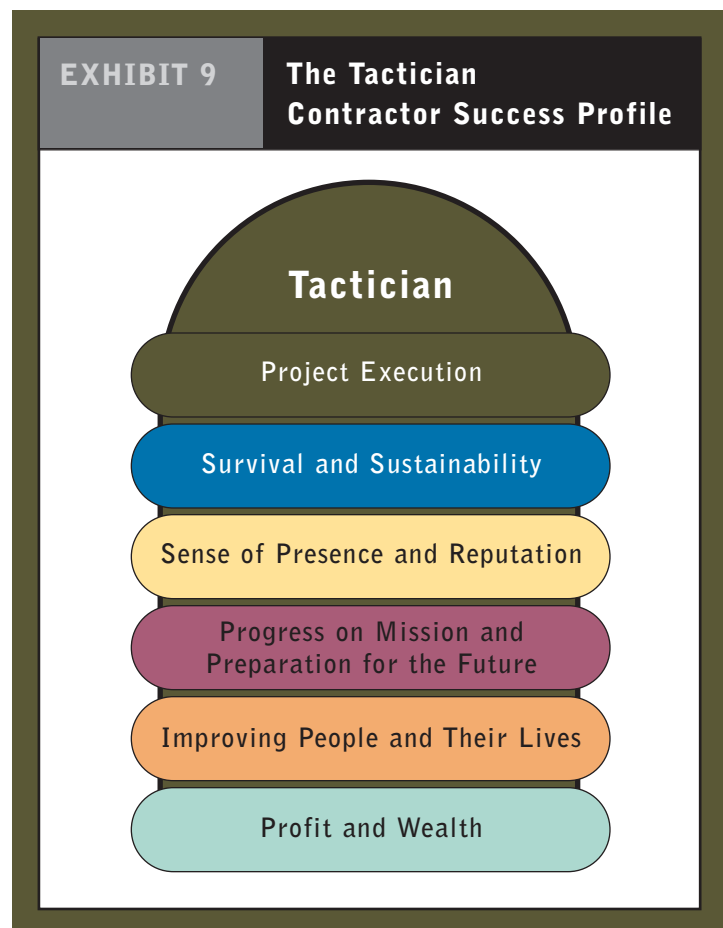 EXHIBIT 9
The Tactician
Contractor Success Profile
Tactician
Project Execution
Survival and Sustainability
Sense of Presence and Reputation
Progress on Mission and
Preparation for the Future
Improving People and Their Lives
Profit and Wealth